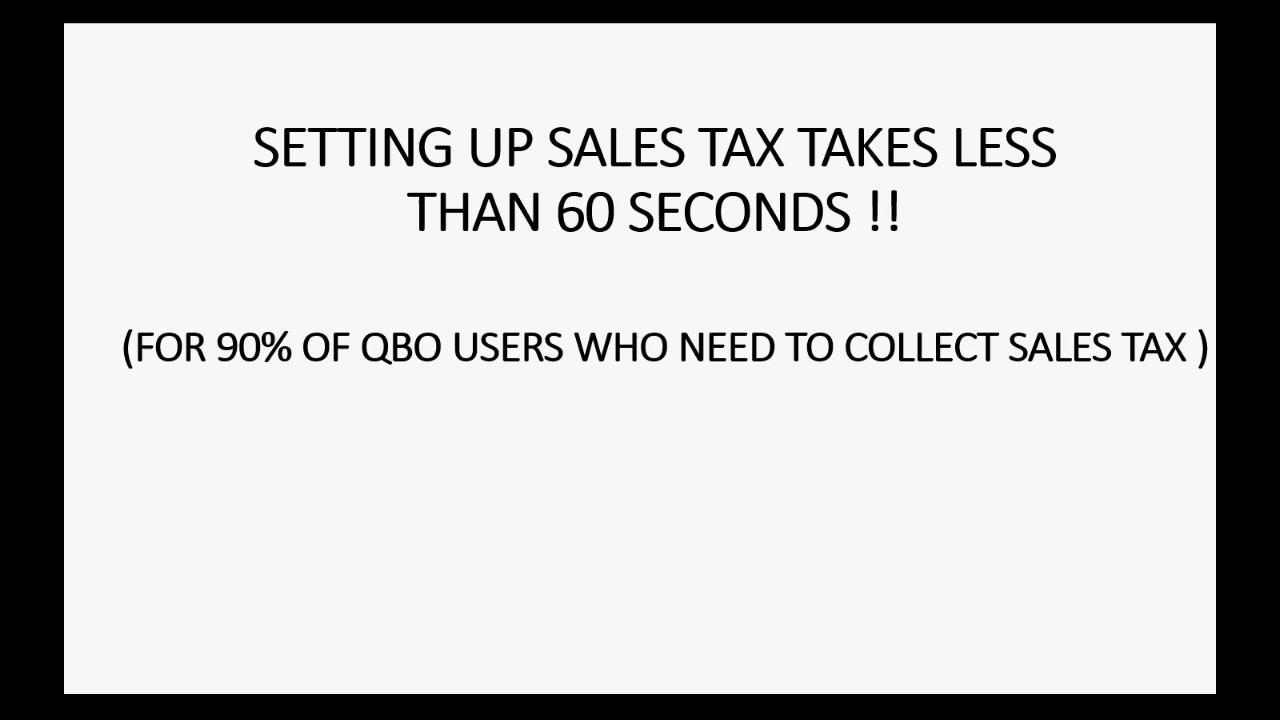 SETTING UP SALES TAX TAKES LESS
THAN 60 SECONDS !!
(FOR 90% OF QBO USERS WHO NEED TO COLLECT SALES TAX )